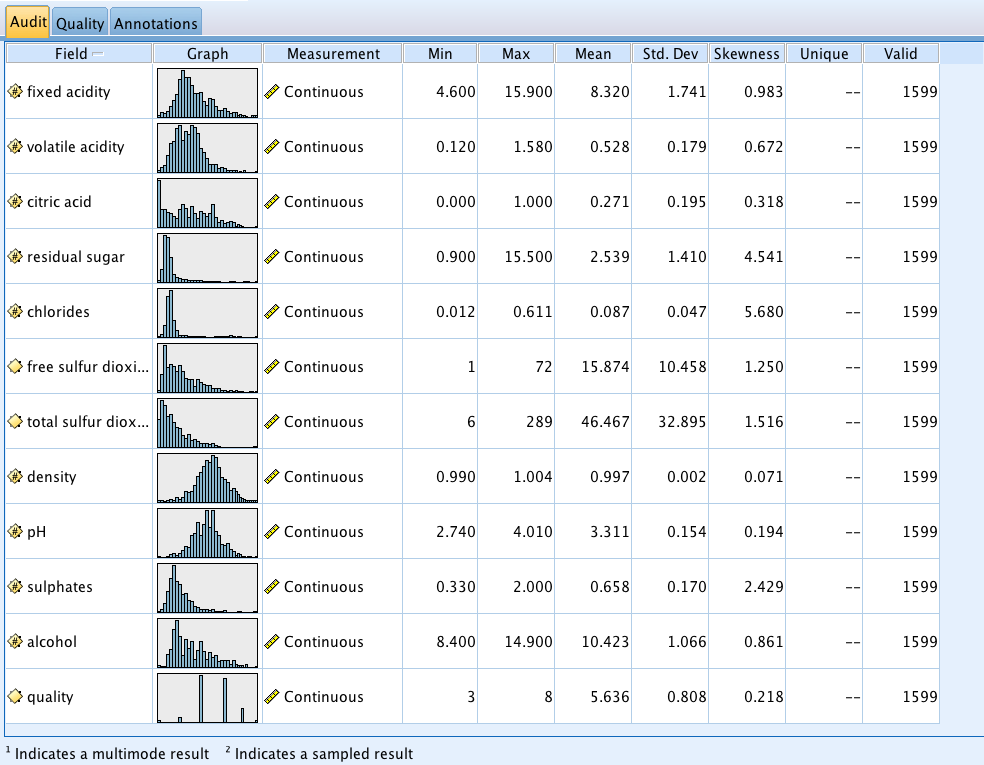 Audit Quality Annotations
Field Graph Measurement Min Max Mean Std. Dev Skewness Unique Valid
fixed acidity Continuous 4.600 15.900 8.320 1.741 0.983 -- 1599
volatile acidity Continuous 0.120 1.580 0.528 0.179 0.672 -- 1599
citric acid Continuous 0.000 1.000 0.271 0.195 0.318 -- 1599
residual sugar Continuous 0.900 15.500 2.539 1.410 4.541 -- 1599
chlorides Continuous 0.012 0.611 0.087 0.047 5.680 -- 1599
free sulfur dioxi... Continuous 1 72 15.874 10.458 1.250 -- 1599
total sulfur diox... Continuous 6 289 46.467 32.895 1.516 -- 1599
density Continuous 0.990 1.004 0.997 0.002 0.071 -- 1599
pH Continuous 2.740 4.010 3.311 0.154 0.194 -- 1599
sulphates Continuous 0.330 2.000 0.658 0.170 2.429 -- 1599
alcohol Continuous 8.400 14.900 10.423 1.066 0.861 -- 1599
quality Continuous 3 8 5.636 0.808 0.218 -- 1599
¹ Indicates a multimode result ² Indicates a sampled result